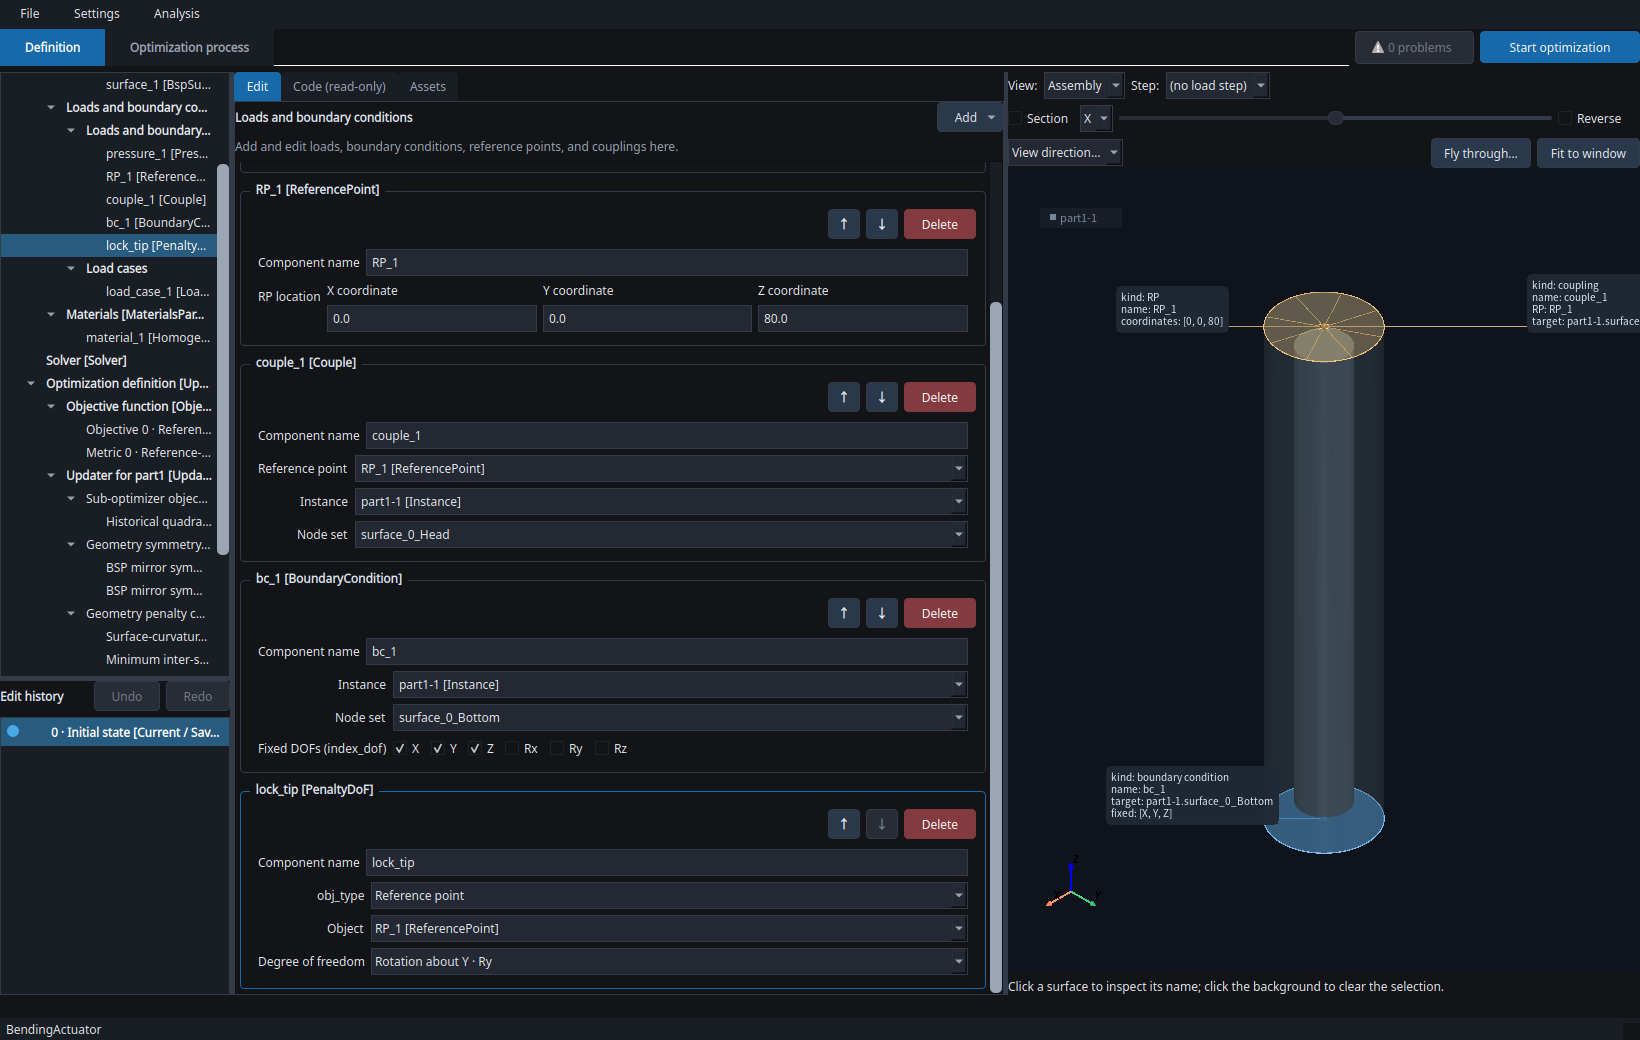 File Settings Analysis
Definition Optimization process 0 problems Start optimization
surface_1 [BspSu...
Loads and boundary co...
Loads and boundary...
pressure_1 [Pres...
RP_1 [Reference...
couple_1 [Couple]
bc_1 [BoundaryC...
lock_tip [Penalty...
Load cases
load_case_1 [Loa...
Materials [MaterialsPar...
material_1 [Homoge...
Solver [Solver]
Optimization definition [Up...
Objective function [Obje...
Objective 0 · Referen...
Metric 0 · Reference-...
Updater for part1 [Upda...
Sub-optimizer objec...
Historical quadra...
Geometry symmetry...
BSP mirror sym...
BSP mirror sym...
Geometry penalty c...
Surface-curvatur...
Minimum inter-s...
Edit history Undo Redo
0 · Initial state [Current / Sav...
Edit Code (read-only) Assets
Loads and boundary conditions Add
Add and edit loads, boundary conditions, reference points, and couplings here.
RP_1 [ReferencePoint]
↑ ↓ Delete
Component name RP_1
RP location X coordinate Y coordinate Z coordinate
0.0 0.0 80.0
couple_1 [Couple]
↑ ↓ Delete
Component name couple_1
Reference point RP_1 [ReferencePoint]
Instance part1-1 [Instance]
Node set surface_0_Head
bc_1 [BoundaryCondition]
↑ ↓ Delete
Component name bc_1
Instance part1-1 [Instance]
Node set surface_0_Bottom
Fixed DOFs (index_dof) X Y Z Rx Ry Rz
lock_tip [PenaltyDoF]
↑ ↓ Delete
Component name lock_tip
obj_type Reference point
Object RP_1 [ReferencePoint]
Degree of freedom Rotation about Y · Ry
View: Assembly Step: (no load step)
Section X Reverse
View direction... Fly through... Fit to window
part1-1
kind: RP
name: RP_1
coordinates: [0, 0, 80]
kind: coupling
name: couple_1
RP: RP_1
target: part1-1.surface
kind: boundary condition
name: bc_1
target: part1-1.surface_0_Bottom
fixed: [X, Y, Z]
Z
Y
Click a surface to inspect its name; click the background to clear the selection.
BendingActuator